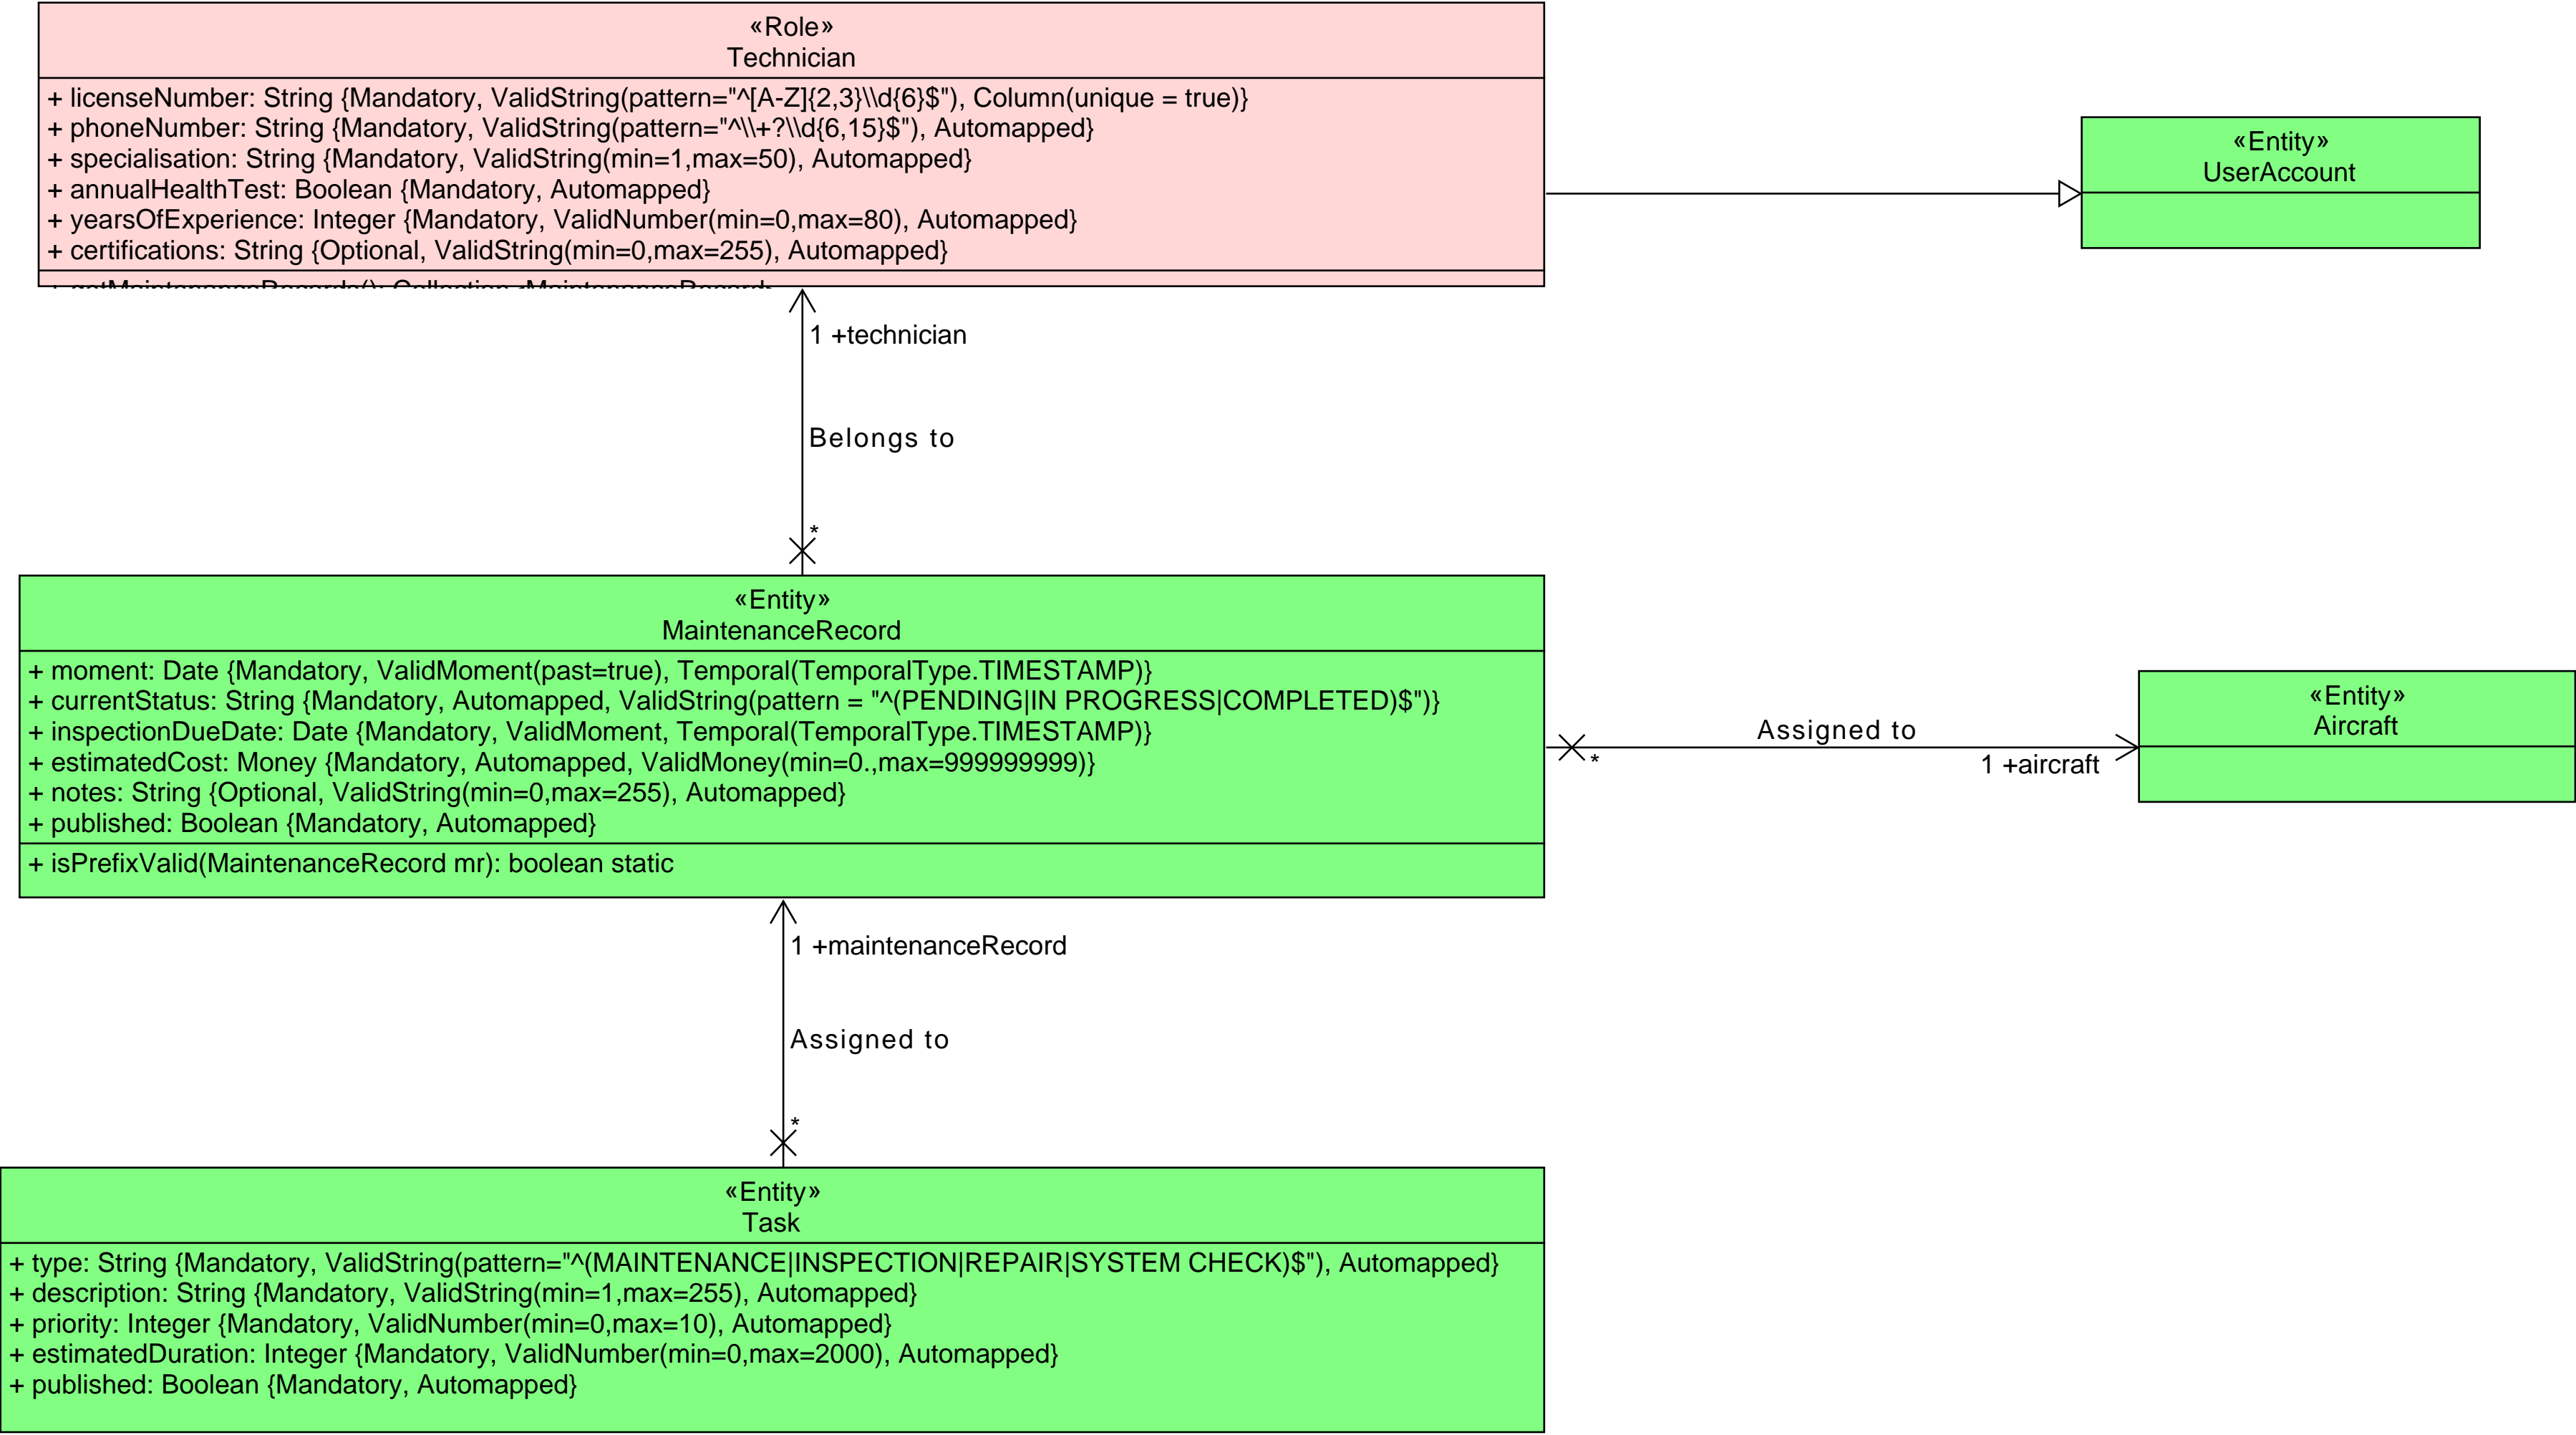 «Role»
Technician
+ licenseNumber: String {Mandatory, ValidString(pattern="^[A-Z]{2,3}\\d{6}$"), Column(unique = true)}
+ phoneNumber: String {Mandatory, ValidString(pattern="^\\+?\\d{6,15}$"), Automapped}
+ specialisation: String {Mandatory, ValidString(min=1,max=50), Automapped}
+ annualHealthTest: Boolean {Mandatory, Automapped}
+ yearsOfExperience: Integer {Mandatory, ValidNumber(min=0,max=80), Automapped}
+ certifications: String {Optional, ValidString(min=0,max=255), Automapped}
+ getMaintenanceRecords(): Collection<MaintenanceRecord>
«Entity»
UserAccount
1 +technician
Belongs to
*
«Entity»
MaintenanceRecord
+ moment: Date {Mandatory, ValidMoment(past=true), Temporal(TemporalType.TIMESTAMP)}
+ currentStatus: String {Mandatory, Automapped, ValidString(pattern = "^(PENDING|IN PROGRESS|COMPLETED)$")}
+ inspectionDueDate: Date {Mandatory, ValidMoment, Temporal(TemporalType.TIMESTAMP)}
+ estimatedCost: Money {Mandatory, Automapped, ValidMoney(min=0.,max=999999999)}
+ notes: String {Optional, ValidString(min=0,max=255), Automapped}
+ published: Boolean {Mandatory, Automapped}
+ isPrefixValid(MaintenanceRecord mr): boolean static
Assigned to
*
1 +aircraft
«Entity»
Aircraft
1 +maintenanceRecord
Assigned to
*
«Entity»
Task
+ type: String {Mandatory, ValidString(pattern="^(MAINTENANCE|INSPECTION|REPAIR|SYSTEM CHECK)$"), Automapped}
+ description: String {Mandatory, ValidString(min=1,max=255), Automapped}
+ priority: Integer {Mandatory, ValidNumber(min=0,max=10), Automapped}
+ estimatedDuration: Integer {Mandatory, ValidNumber(min=0,max=2000), Automapped}
+ published: Boolean {Mandatory, Automapped}